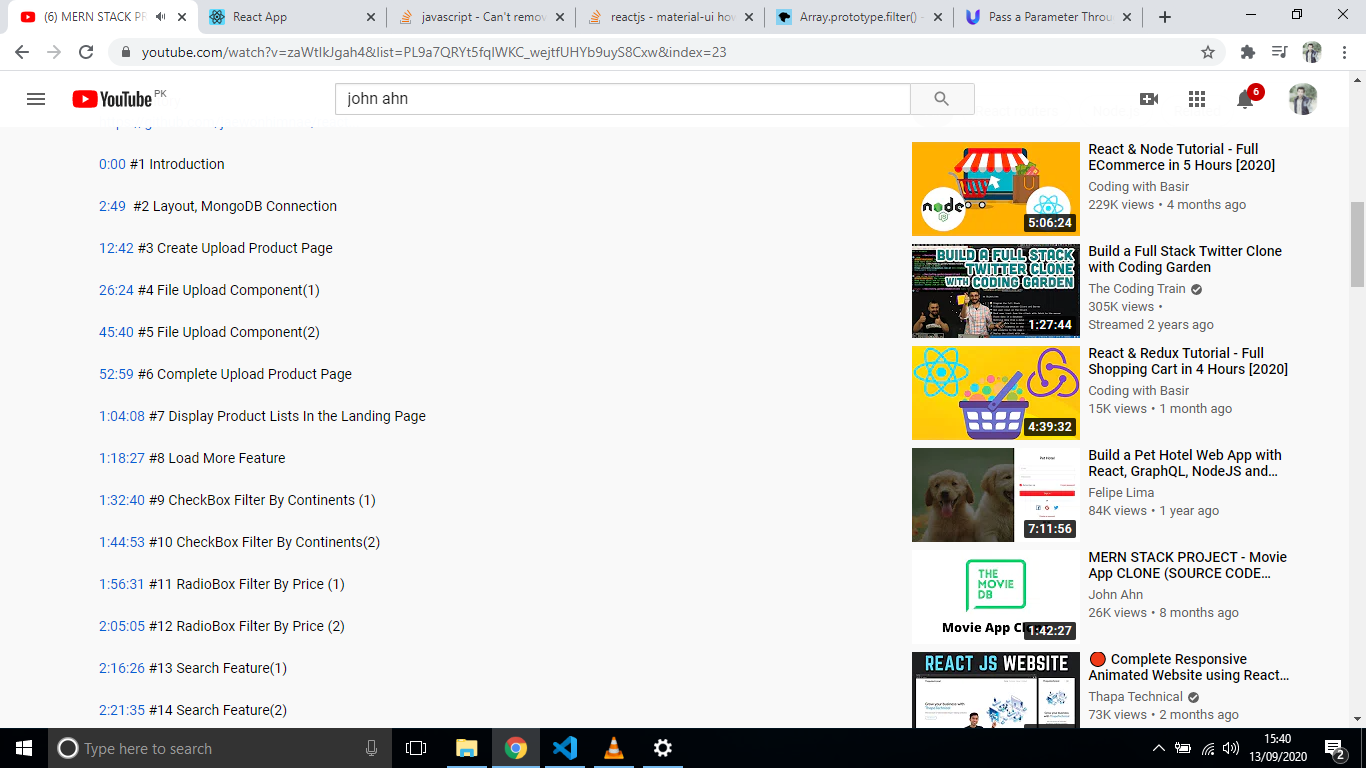 (6) MERN STACK PR
React App
javascript - Can't remov
reactjs - material-ui how
Array.prototype.filter() -
Pass a Parameter Throu
youtube.com/watch?v=zaWtIkJgah4&list=PL9a7QRYt5fqIWKC_wejtfUHYb9uyS8Cxw&index=23
YouTube PK
john ahn
6
0:00 #1 Introduction
2:49 #2 Layout, MongoDB Connection
12:42 #3 Create Upload Product Page
26:24 #4 File Upload Component(1)
45:40 #5 File Upload Component(2)
52:59 #6 Complete Upload Product Page
1:04:08 #7 Display Product Lists In the Landing Page
1:18:27 #8 Load More Feature
1:32:40 #9 CheckBox Filter By Continents (1)
1:44:53 #10 CheckBox Filter By Continents(2)
1:56:31 #11 RadioBox Filter By Price (1)
2:05:05 #12 RadioBox Filter By Price (2)
2:16:26 #13 Search Feature(1)
2:21:35 #14 Search Feature(2)
node
JS
5:06:24
React & Node Tutorial - Full
ECommerce in 5 Hours [2020]
Coding with Basir
229K views • 4 months ago
BUILD A FULL STACK
TWITTER CLONE
WITH CODING GARDEN
1:27:44
Build a Full Stack Twitter Clone
with Coding Garden
The Coding Train
305K views •
Streamed 2 years ago
4:39:32
React & Redux Tutorial - Full
Shopping Cart in 4 Hours [2020]
Coding with Basir
15K views • 1 month ago
Pet Hotel
7:11:56
Build a Pet Hotel Web App with
React, GraphQL, NodeJS and...
Felipe Lima
84K views • 1 year ago
THE
MOVIE
DB
Movie App Cl
1:42:27
MERN STACK PROJECT - Movie
App CLONE (SOURCE CODE...
John Ahn
26K views • 8 months ago
REACT JS WEBSITE
🔴 Complete Responsive
Animated Website using React...
Thapa Technical
73K views • 2 months ago
Type here to search
15:40
13/09/2020
2